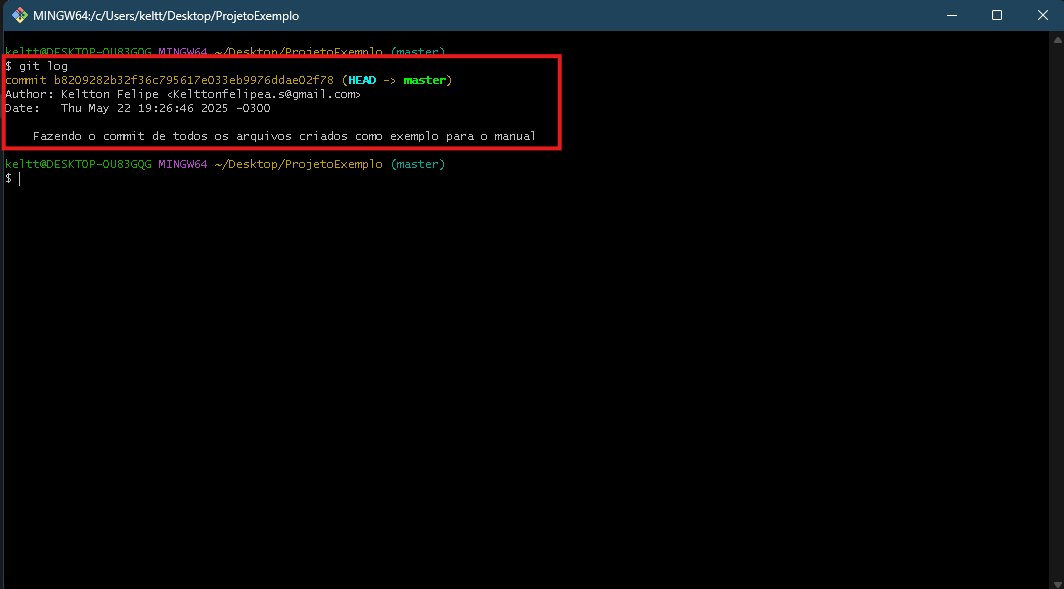 MINGW64:/c/Users/keltt/Desktop/ProjetoExemplo
keltt@DESKTOP-OU83GQG MINGW64 ~/Desktop/ProjetoExemplo (master)
$ git log
commit b8209282b32f36c795617e033eb9976ddae02f78 (HEAD -> master)
Author: Keltton Felipe <Kelttonfelipea.s@gmail.com>
Date:   Thu May 22 19:26:46 2025 -0300
Fazendo o commit de todos os arquivos criados como exemplo para o manual
keltt@DESKTOP-OU83GQG MINGW64 ~/Desktop/ProjetoExemplo (master)
$